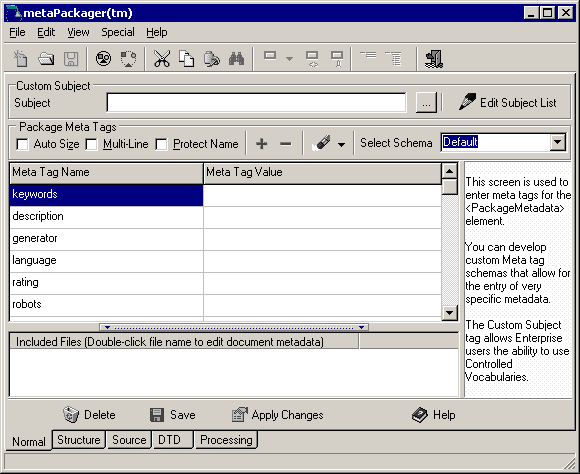 metaPackager(tm)
File Edit View Special Help
Custom Subject
Subject ... Edit Subject List
Package Meta Tags
Auto Size Multi-Line Protect Name Select Schema Default
Meta Tag Name Meta Tag Value
keywords
description
generator
language
rating
robots
This screen is used to
enter meta tags for the
<PackageMetadata>
element.
You can develop
custom Meta tag
schemas that allow for
the entry of very
specific metadata.
The Custom Subject
tag allows Enterprise
users the ability to use
Controlled
Vocabularies.
Included Files (Double-click file name to edit document metadata)
Delete Save Apply Changes Help
Normal Structure Source DTD Processing